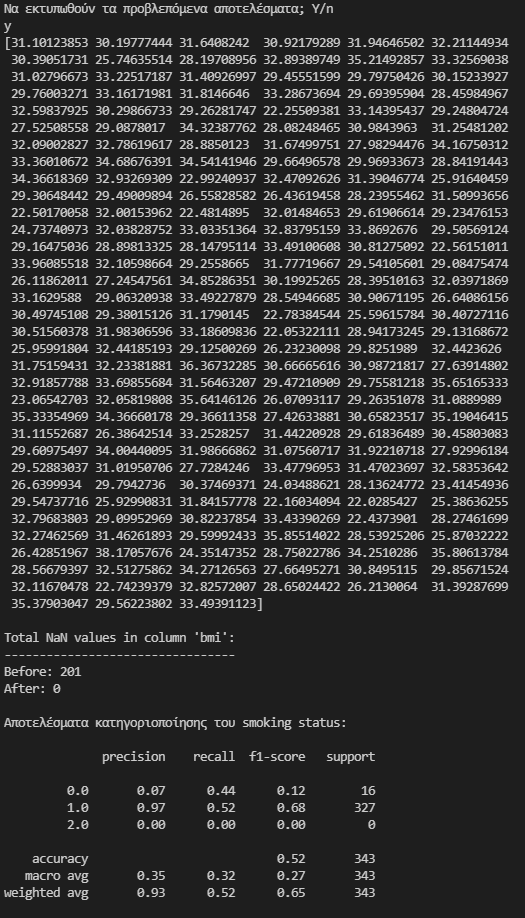 Να εκτυπωθούν τα προβλεπόμενα αποτελέσματα; Y/n
y
[31.10123853 30.19777444 31.6408242  30.92179289 31.94646502 32.21144934
 30.39051731 25.74635514 28.19708956 32.89389749 35.21492857 33.32569038
 31.02796673 33.22517187 31.40926997 29.45551599 29.79750426 30.15233927
 29.76003271 33.16171981 31.8146646  33.28673694 29.69395904 28.45984967
 32.59837925 30.29866733 29.26281747 22.25509381 33.14395437 29.24804724
 27.52508558 29.0878017  34.32387762 28.08248465 30.9843963  31.25481202
 32.09002827 32.78619617 28.8850123  31.67499751 27.98294476 34.16750312
 33.36010672 34.68676391 34.54141946 29.66496578 29.96933673 28.84191443
 34.36618369 32.93269309 22.99240937 32.47092626 31.39046774 25.91640459
 29.30648442 29.49009894 26.55828582 26.43619458 28.23955462 31.50993656
 22.50170058 32.00153962 22.4814895  32.01484653 29.61906614 29.23476153
 24.73740973 32.03828752 33.03351364 32.83795159 33.8692676  29.50569124
 29.16475036 28.89813325 28.14795114 33.49100608 30.81275092 22.56151011
 33.96085518 32.10598664 29.2558665  31.77719667 29.54105601 29.08475474
 26.11862011 27.24547561 34.85286351 30.19925265 28.39510163 32.03971869
 33.1629588  29.06320938 33.49227879 28.54946685 30.90671195 26.64086156
 30.49745108 29.38015126 31.1790145  22.78384544 25.59615784 30.40727116
 30.51560378 31.98306596 33.18609836 22.05322111 28.94173245 29.13168672
 25.95991804 32.44185193 29.12500269 26.23230098 29.8251989  32.4423626
 31.75159431 32.23381881 36.36732285 30.66665616 30.98721817 27.63914802
 32.91857788 33.69855684 31.56463207 29.47210909 29.75581218 35.65165333
 23.06542703 32.05819808 35.64146126 26.07093117 29.26351078 31.0889989
 35.33354969 34.36660178 29.36611358 27.42633881 30.65823517 35.19046415
 31.11552687 26.38642514 33.2528257  31.44220928 29.61836489 30.45803083
 29.60975497 34.00440095 31.98666862 31.07560717 31.92210718 27.92996184
 29.52883037 31.01950706 27.7284246  33.47796953 31.47023697 32.58353642
 26.6399934  29.7942736  30.37469371 24.03488621 28.13624772 23.41454936
 29.54737716 25.92990831 31.84157778 22.16034094 22.0285427  25.38636255
 32.79683803 29.09952969 30.82237854 33.43390269 22.4373901  28.27461699
 32.27462569 31.46261893 29.59992433 35.85514022 28.53925206 25.87032222
 26.42851967 38.17057676 24.35147352 28.75022786 34.2510286  35.80613784
 28.56679397 32.51275862 34.27126563 27.66495271 30.8495115  29.85671524
 32.11670478 22.74239379 32.82572007 28.65024422 26.2130064  31.39287699
 35.37903047 29.56223802 33.49391123]
Total NaN values in column 'bmi':
---------------------------------
Before: 201
After: 0
Αποτελέσματα κατηγοριοποίησης του smoking status:
precision    recall  f1-score   support
0.0       0.07      0.44      0.12        16
1.0       0.97      0.52      0.68       327
2.0       0.00      0.00      0.00         0
accuracy                           0.52       343
macro avg       0.35      0.32      0.27       343
weighted avg       0.93      0.52      0.65       343